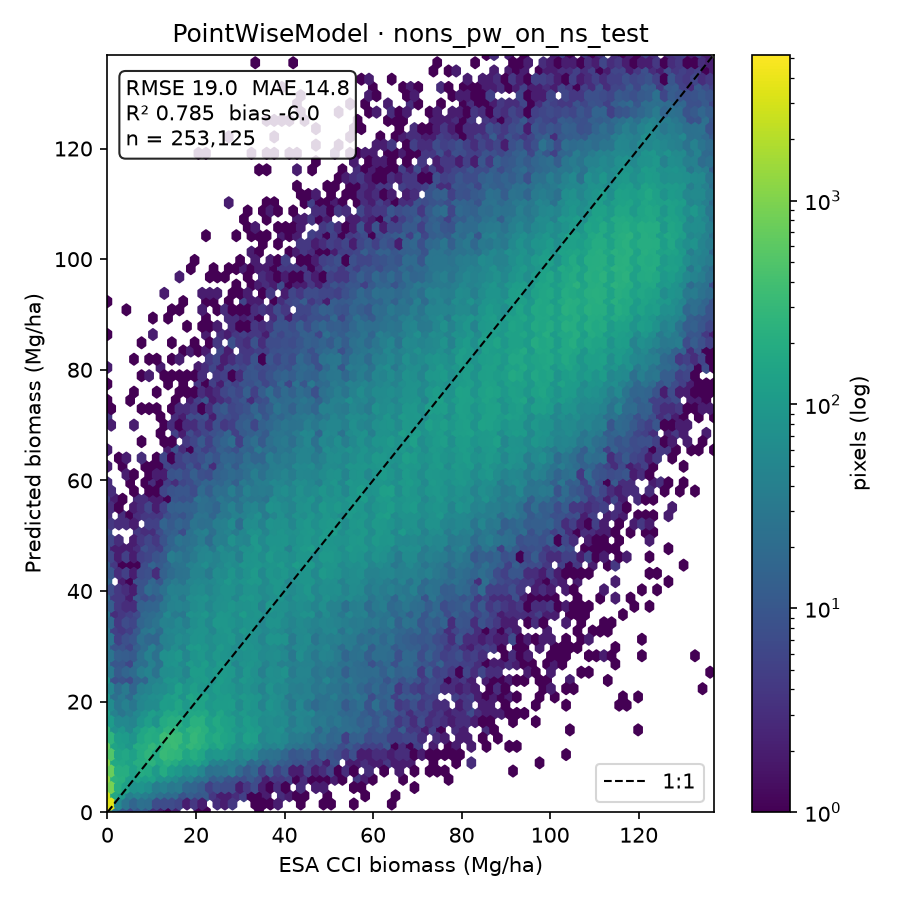 PointWiseModel · nons_pw_on_ns_test
RMSE 19.0  MAE 14.8
R² 0.785  bias -6.0
n = 253,125
120
100
80
60
40
20
0
Predicted biomass (Mg/ha)
0 20 40 60 80 100 120
ESA CCI biomass (Mg/ha)
1:1
10³
10²
10¹
10⁰
pixels (log)